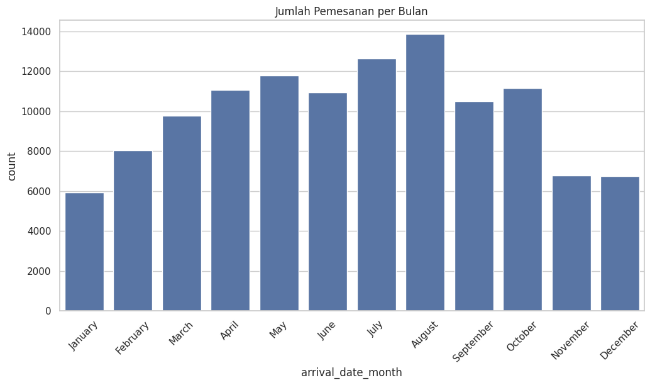 Jumlah Pemesanan per Bulan
count
14000
12000
10000
8000
6000
4000
2000
0
January
February
March
April
May
June
July
August
September
October
November
December
arrival_date_month